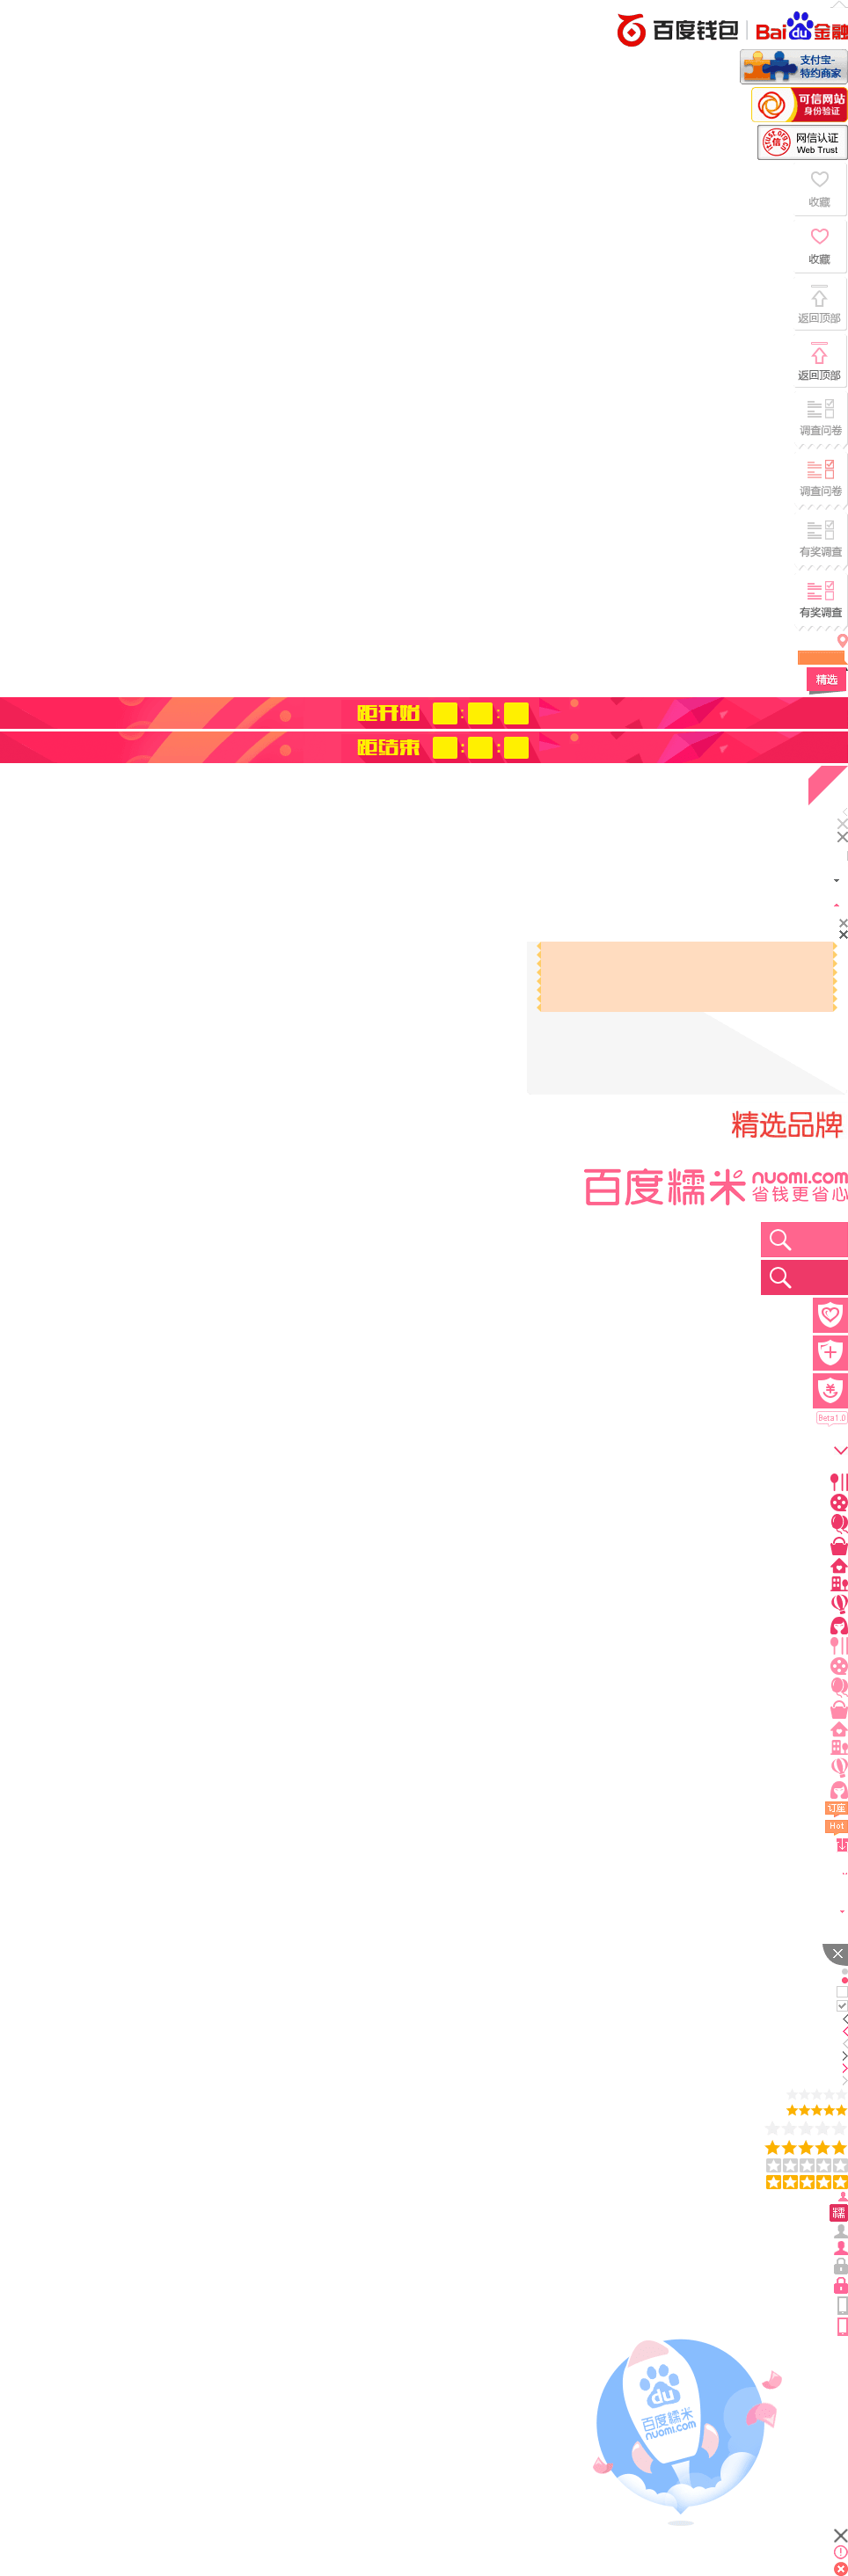 百度钱包 Bai du 金融
支付宝-
特约商家
可信网站
身份验证
网信认证
Web Trust
收藏
收藏
返回顶部
返回顶部
调查问卷
调查问卷
有奖调查
有奖调查
精选
距开始 : :
距结束 : :
精选品牌
百度糯米 nuomi.com
省钱更省心
Beta1.0
订座
Hot
糯
du
百度糯米
nuomi.com